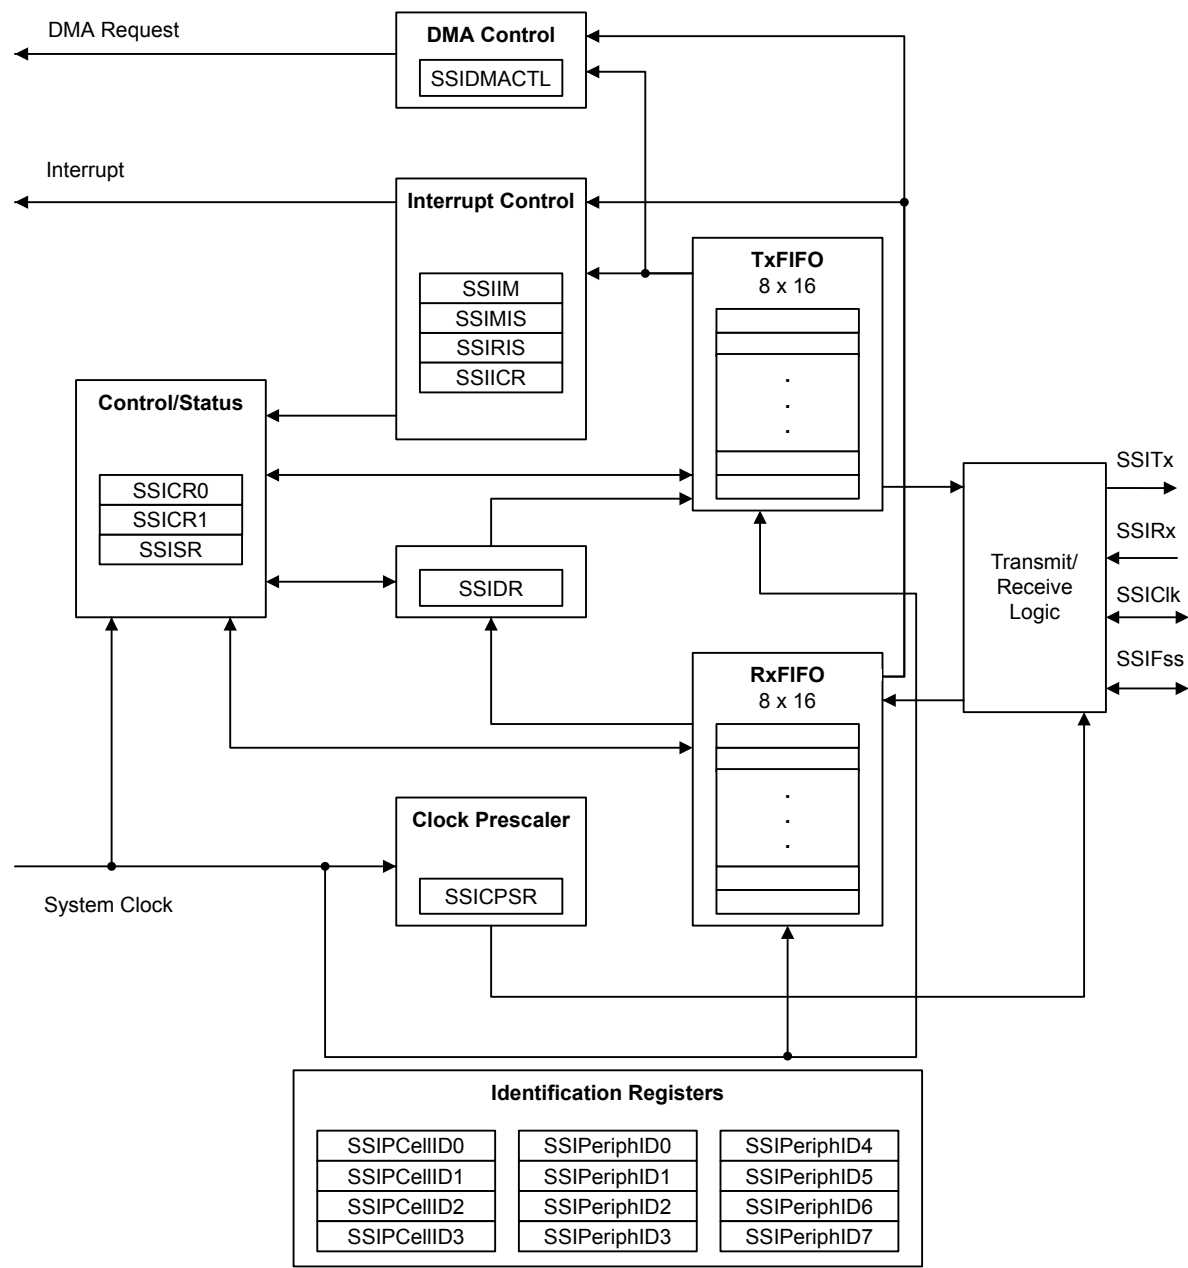 DMA Request
DMA Control
SSIDMACTL
Interrupt
Interrupt Control
SSIIM
SSIMIS
SSIRIS
SSIICR
TxFIFO
8 x 16
.
.
.
Control/Status
SSICR0
SSICR1
SSISR
SSIDR
Transmit/
Receive
Logic
SSITx
SSIRx
SSIClk
SSIFss
RxFIFO
8 x 16
.
.
.
Clock Prescaler
SSICPSR
System Clock
Identification Registers
SSIPCellID0
SSIPCellID1
SSIPCellID2
SSIPCellID3
SSIPeriphID0
SSIPeriphID1
SSIPeriphID2
SSIPeriphID3
SSIPeriphID4
SSIPeriphID5
SSIPeriphID6
SSIPeriphID7